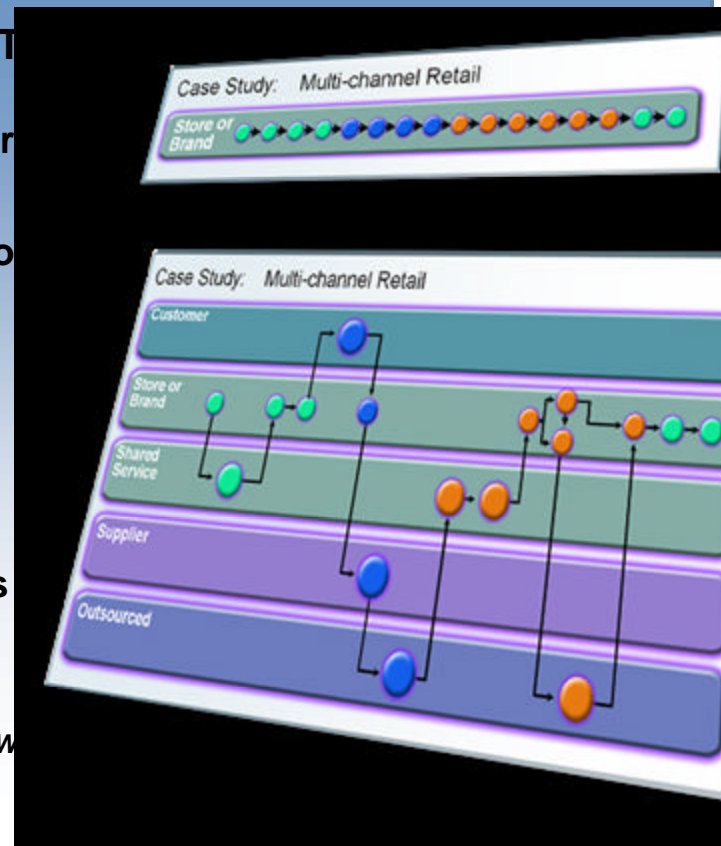 T
r
o
s
w
Case Study: Multi-channel Retail
Store or
Brand
Case Study: Multi-channel Retail
Customer
Store or
Brand
Shared
Service
Supplier
Outsourced